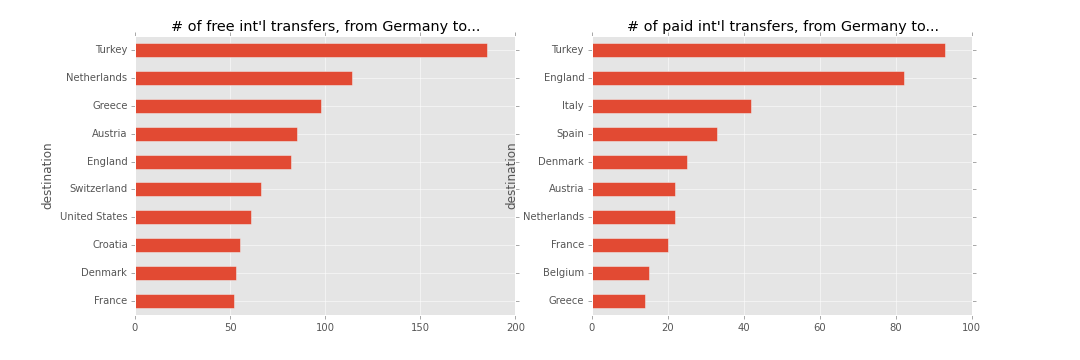 # of free int'l transfers, from Germany to...
destination
Turkey
Netherlands
Greece
Austria
England
Switzerland
United States
Croatia
Denmark
France
0 50 100 150 200
# of paid int'l transfers, from Germany to...
destination
Turkey
England
Italy
Spain
Denmark
Austria
Netherlands
France
Belgium
Greece
0 20 40 60 80 100